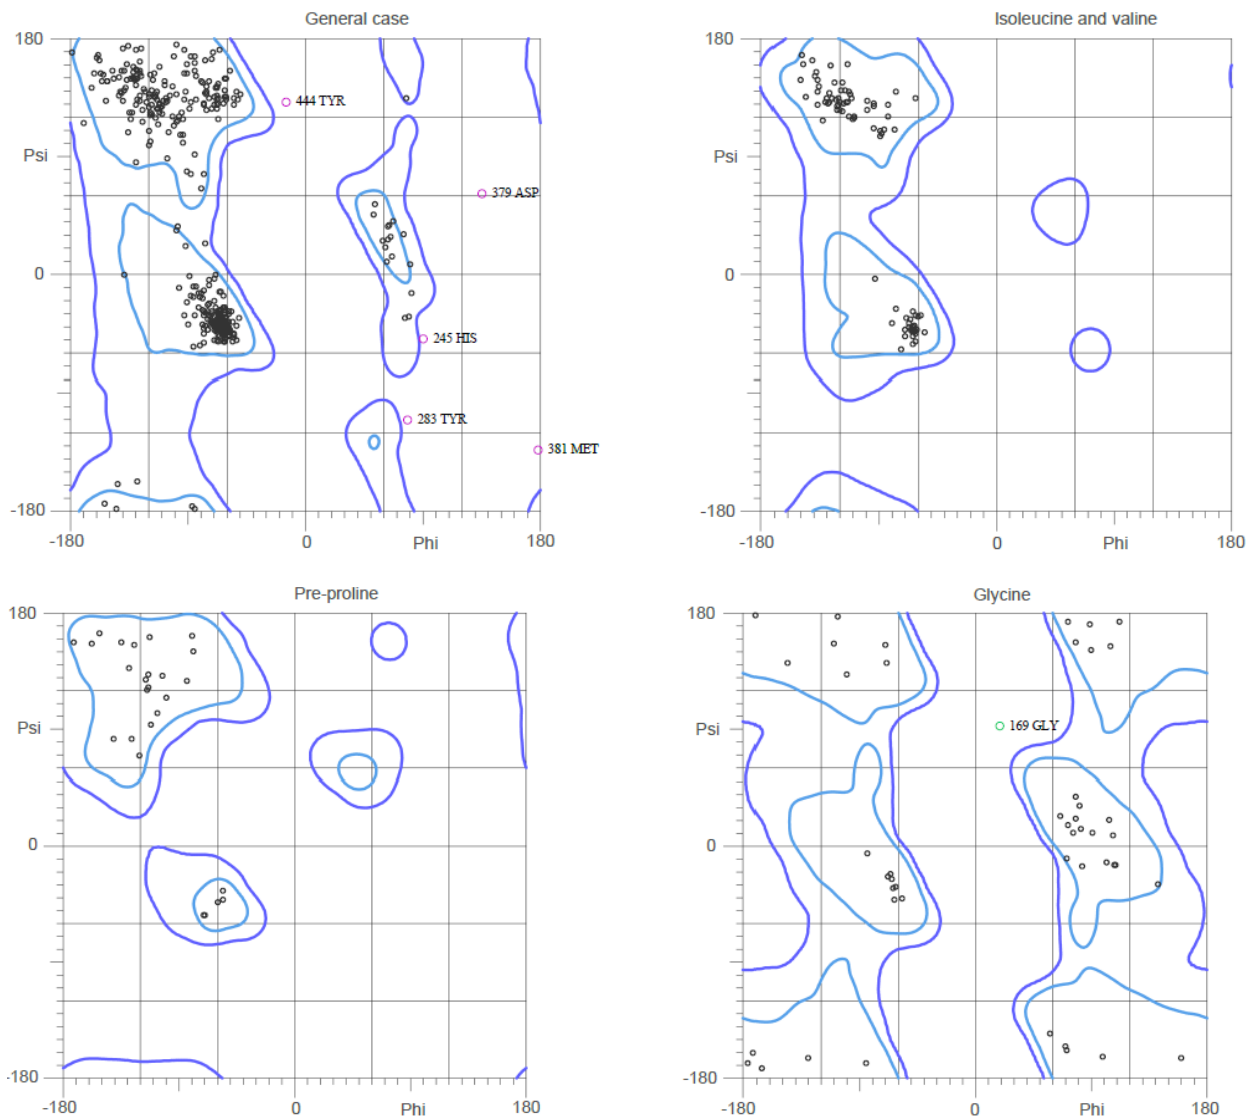 General case
180
444 TYR
Psi
379 ASP
0
245 HIS
283 TYR
381 MET
-180
-180
0
Phi
180
Isoleucine and valine
180
Psi
0
-180
-180
0
Phi
180
Pre-proline
180
Psi
0
-180
-180
0
Phi
180
Glycine
180
Psi
169 GLY
0
-180
-180
0
Phi
180